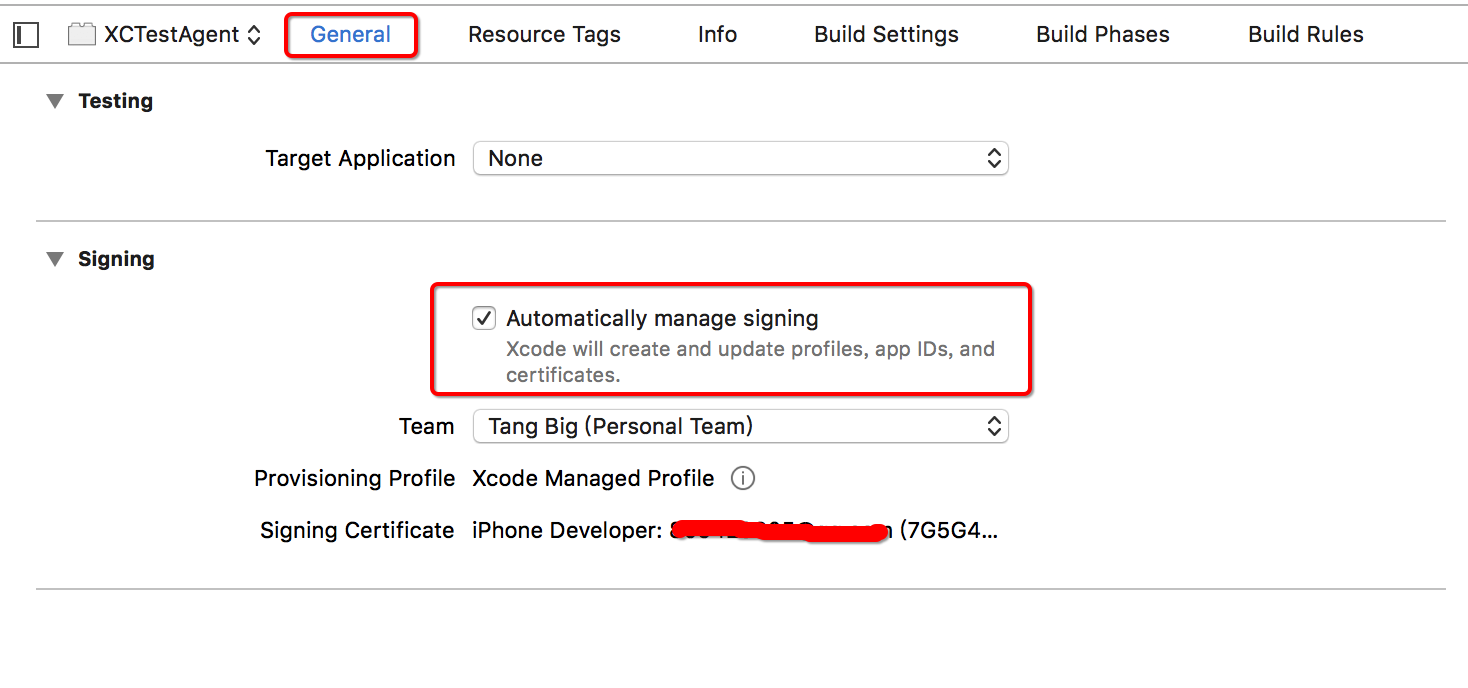 XCTestAgent General Resource Tags Info Build Settings Build Phases Build Rules
Testing
Target Application None
Signing
Automatically manage signing
Xcode will create and update profiles, app IDs, and
certificates.
Team Tang Big (Personal Team)
Provisioning Profile Xcode Managed Profile
Signing Certificate iPhone Developer: (7G5G4...